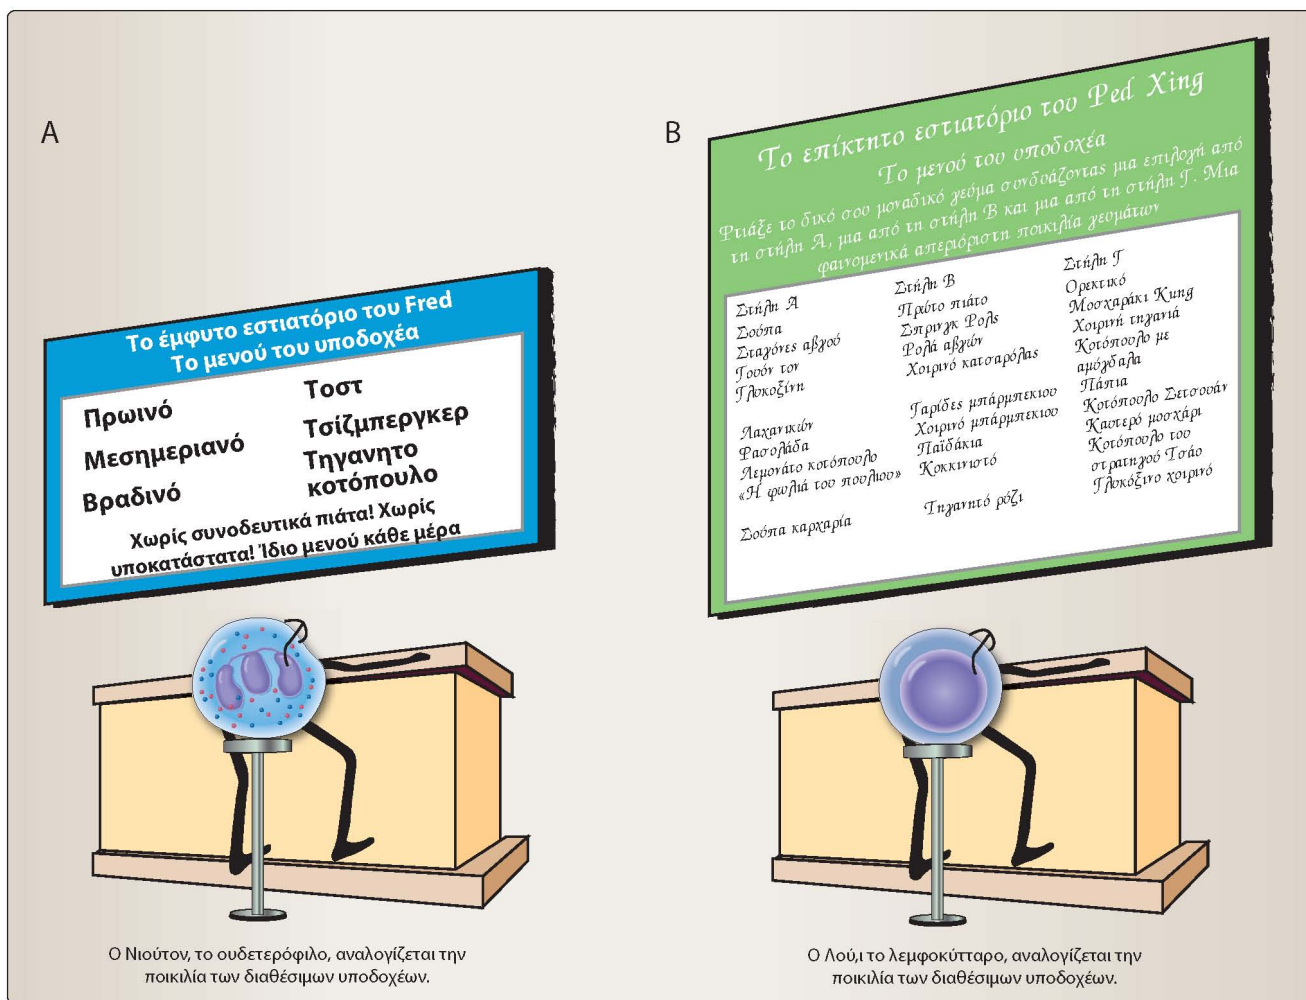 A
Το έμφυτο εστιατόριο του Fred
Το μενού του υποδοχέα
Πρωινό
Μεσημεριανό
Βραδινό
Τοστ
Τσίζμπεργκερ
Τηγανητο
κοτόπουλο
Χωρίς συνοδευτικά πιάτα! Χωρίς
υποκατάστατα! Ίδιο μενού κάθε μέρα
Ο Νιούτον, το ουδετερόφιλο, αναλογίζεται την
ποικιλία των διαθέσιμων υποδοχέων.
B
Το επίκτητο εστιατόριο του Ped Xing
Το μενού του υποδοχέα
Φτιάξε το δικό σου μοναδικό γεύμα συνδυάζοντας μια επιλογή από
τη στήλη Α, μια από τη στήλη Β και μια από τη στήλη Γ. Μια
φαινομενικά απεριόριστη ποικιλία γευμάτων
Στήλη Α
Σούπα
Σταγόνες αβγού
Γουόν τον
Γλυκοξίνη
Λαχανικών
Φασολάδα
Λεμονάτο κοτόπουλο
«Η φωλιά του πουλιου»
Σούπα καρχαρία
Στήλη Β
Πρώτο πιάτο
Σπρινγκ Ρολς
Ρολά αβγών
Χοιρινό κατσαρόλας
Γαρίδες μπάρμπεκιου
Χοιρινό μπάρμπεκιου
Παϊδάκια
Κοκκινιστό
Τηγανητό ρύζι
Στήλη Γ
Ορεκτικό
Μοσχαράκι Kung
Χοιρινή τηγανιά
Κοτόπουλο με
αμύγδαλα
Πάπια
Κοτόπουλο Σετσουάν
Καυτερό μοσχάρι
Κοτόπουλο του
στρατηγού Τσάο
Γλυκόξινο χοιρινό
Ο Λού,ι το λεμφοκύτταρο, αναλογίζεται την
ποικιλία των διαθέσιμων υποδοχέων.